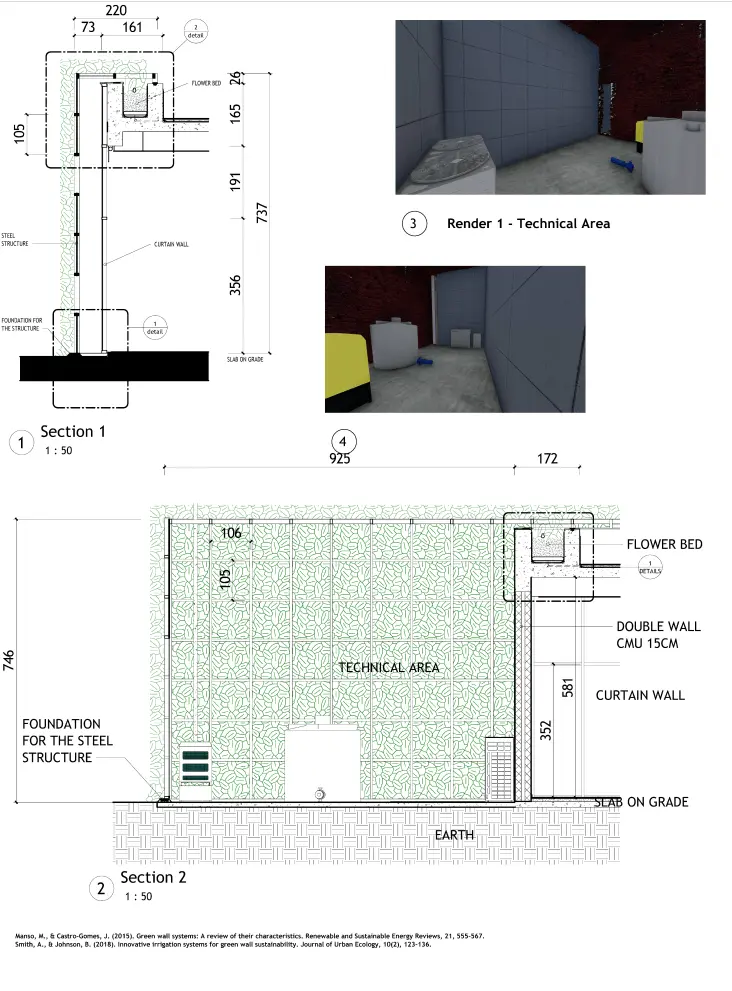 220
73
161
2
detail
FLOWER BED
26
165
105
191
737
STEEL
STRUCTURE
CURTAIN WALL
356
FOUNDATION FOR
THE STRUCTURE
1
detail
SLAB ON GRADE
1
Section 1
1 : 50
3
Render 1 - Technical Area
4
925
172
106
105
FLOWER BED
1
DETAILS
DOUBLE WALL
CMU 15CM
TECHNICAL AREA
746
581
CURTAIN WALL
352
FOUNDATION
FOR THE STEEL
STRUCTURE
SLAB ON GRADE
EARTH
2
Section 2
1 : 50
Manso, M., & Castro-Gomes, J. (2015). Green wall systems: A review of their characteristics. Renewable and Sustainable Energy Reviews, 21, 555-567.
Smith, A., & Johnson, B. (2018). Innovative irrigation systems for green wall sustainability. Journal of Urban Ecology, 10(2), 123-136.